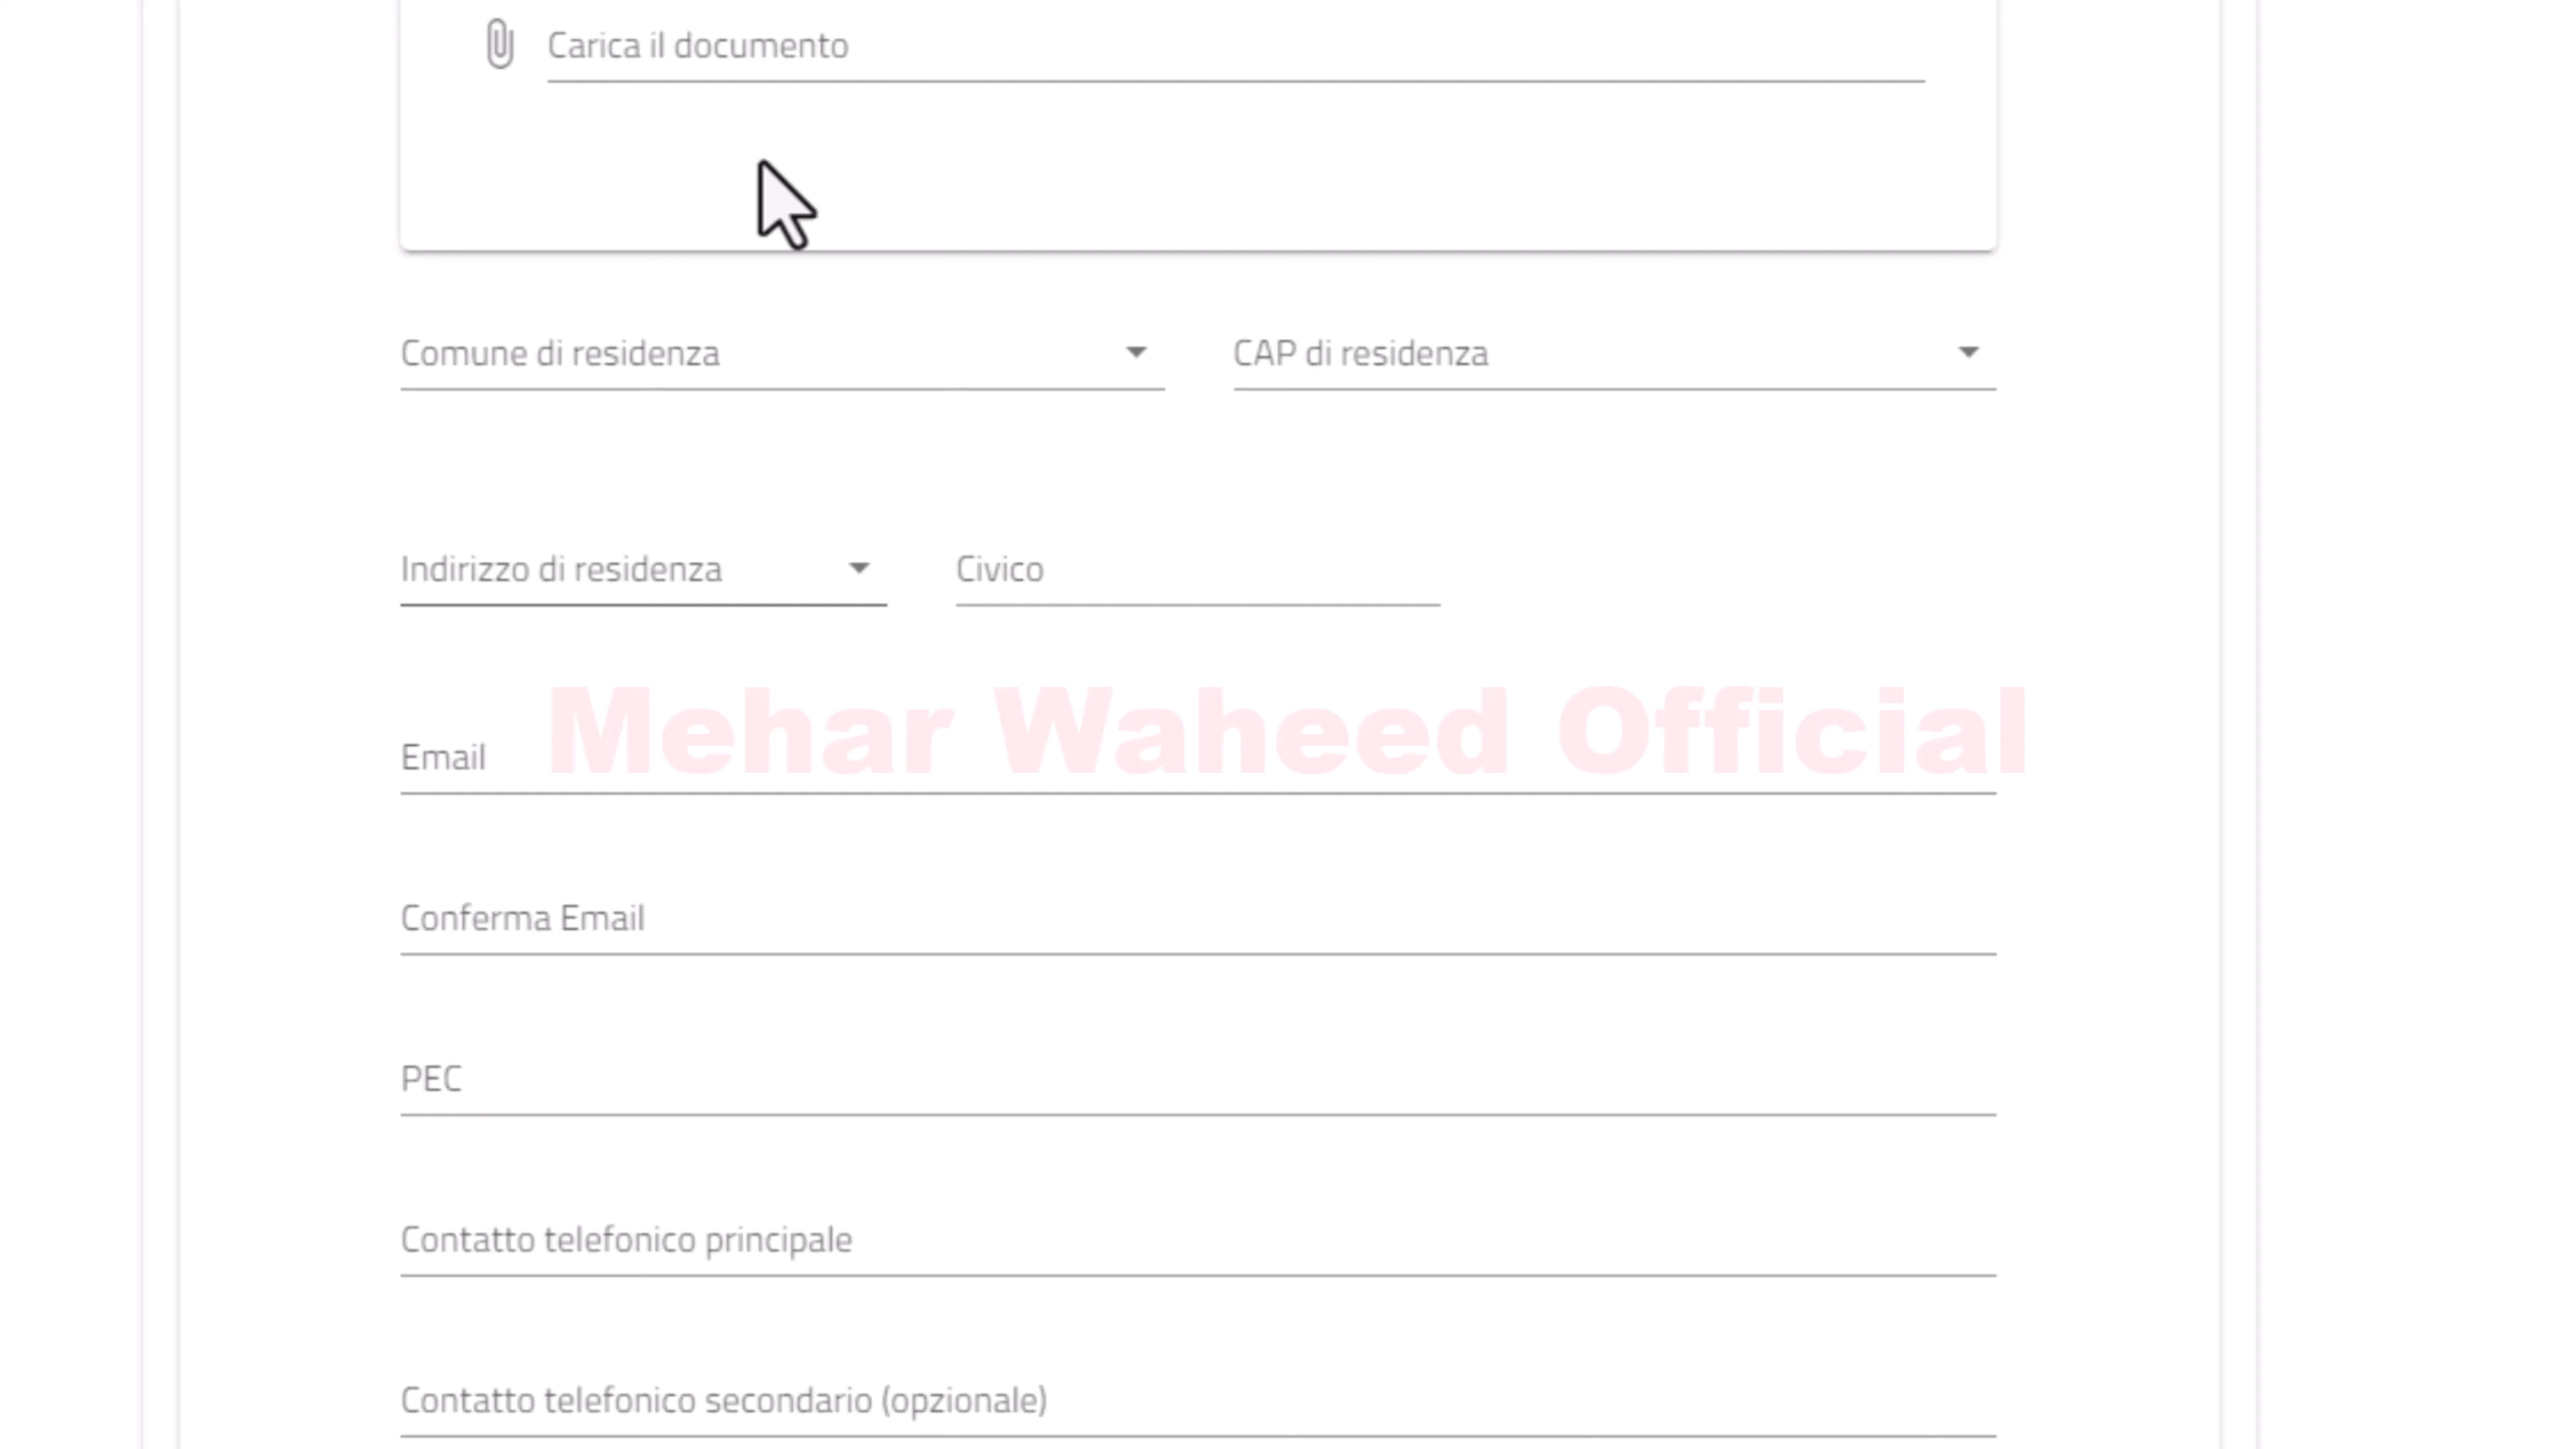 Carica il documento
Comune di residenza
CAP di residenza
Indirizzo di residenza
Civico
Mehar Waheed Official
Email
Conferma Email
PEC
Contatto telefonico principale
Contatto telefonico secondario (opzionale)